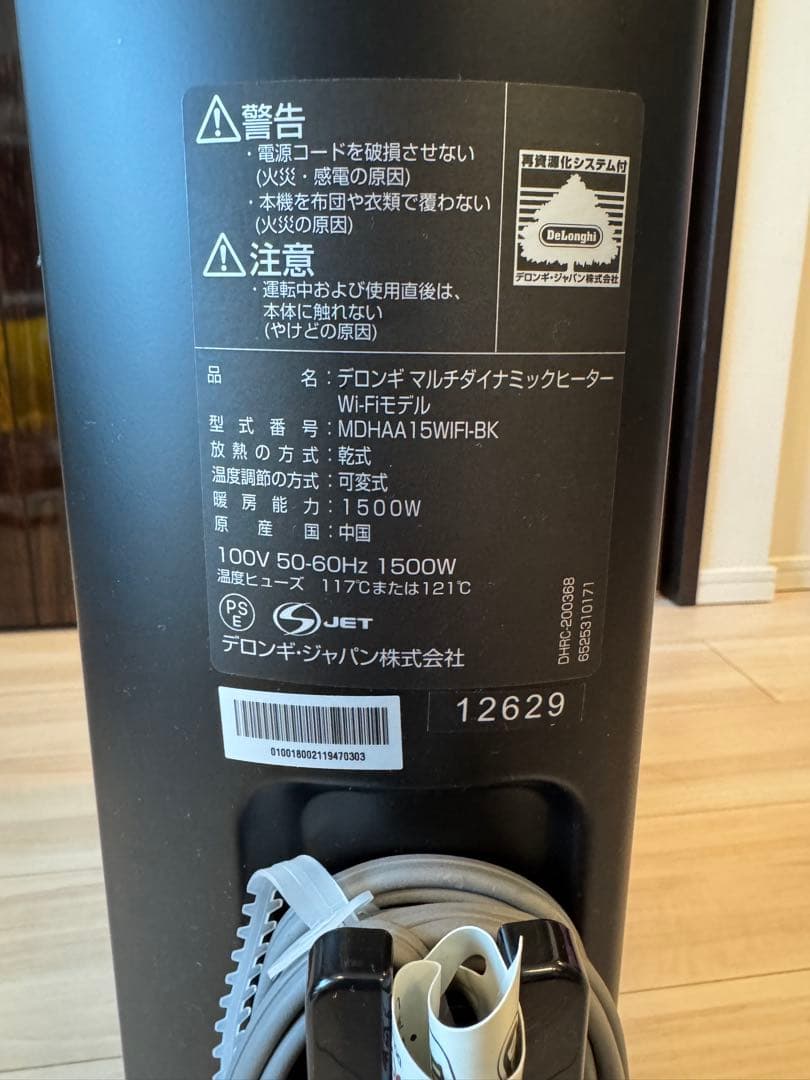 警告
・電源コードを破損させない
(火災・感電の原因)
・本機を布団や衣類で覆わない
(火災の原因)
注意
・運転中および使用直後は、
本体に触れない
(やけどの原因)
再資源化システム付
DeLonghi
デロンギ・ジャパン株式会社
品名：デロンギ マルチダイナミックヒーター
Wi-Fiモデル
型式番号：MDHAA15WIFI-BK
放熱の方式：乾式
温度調節の方式：可変式
暖房能力：1500W
原産国：中国
100V 50-60Hz 1500W
温度ヒューズ 117℃または121℃
PSE
S JET
デロンギ・ジャパン株式会社
DHRC-200368
6525310171
12629
010018002119470303